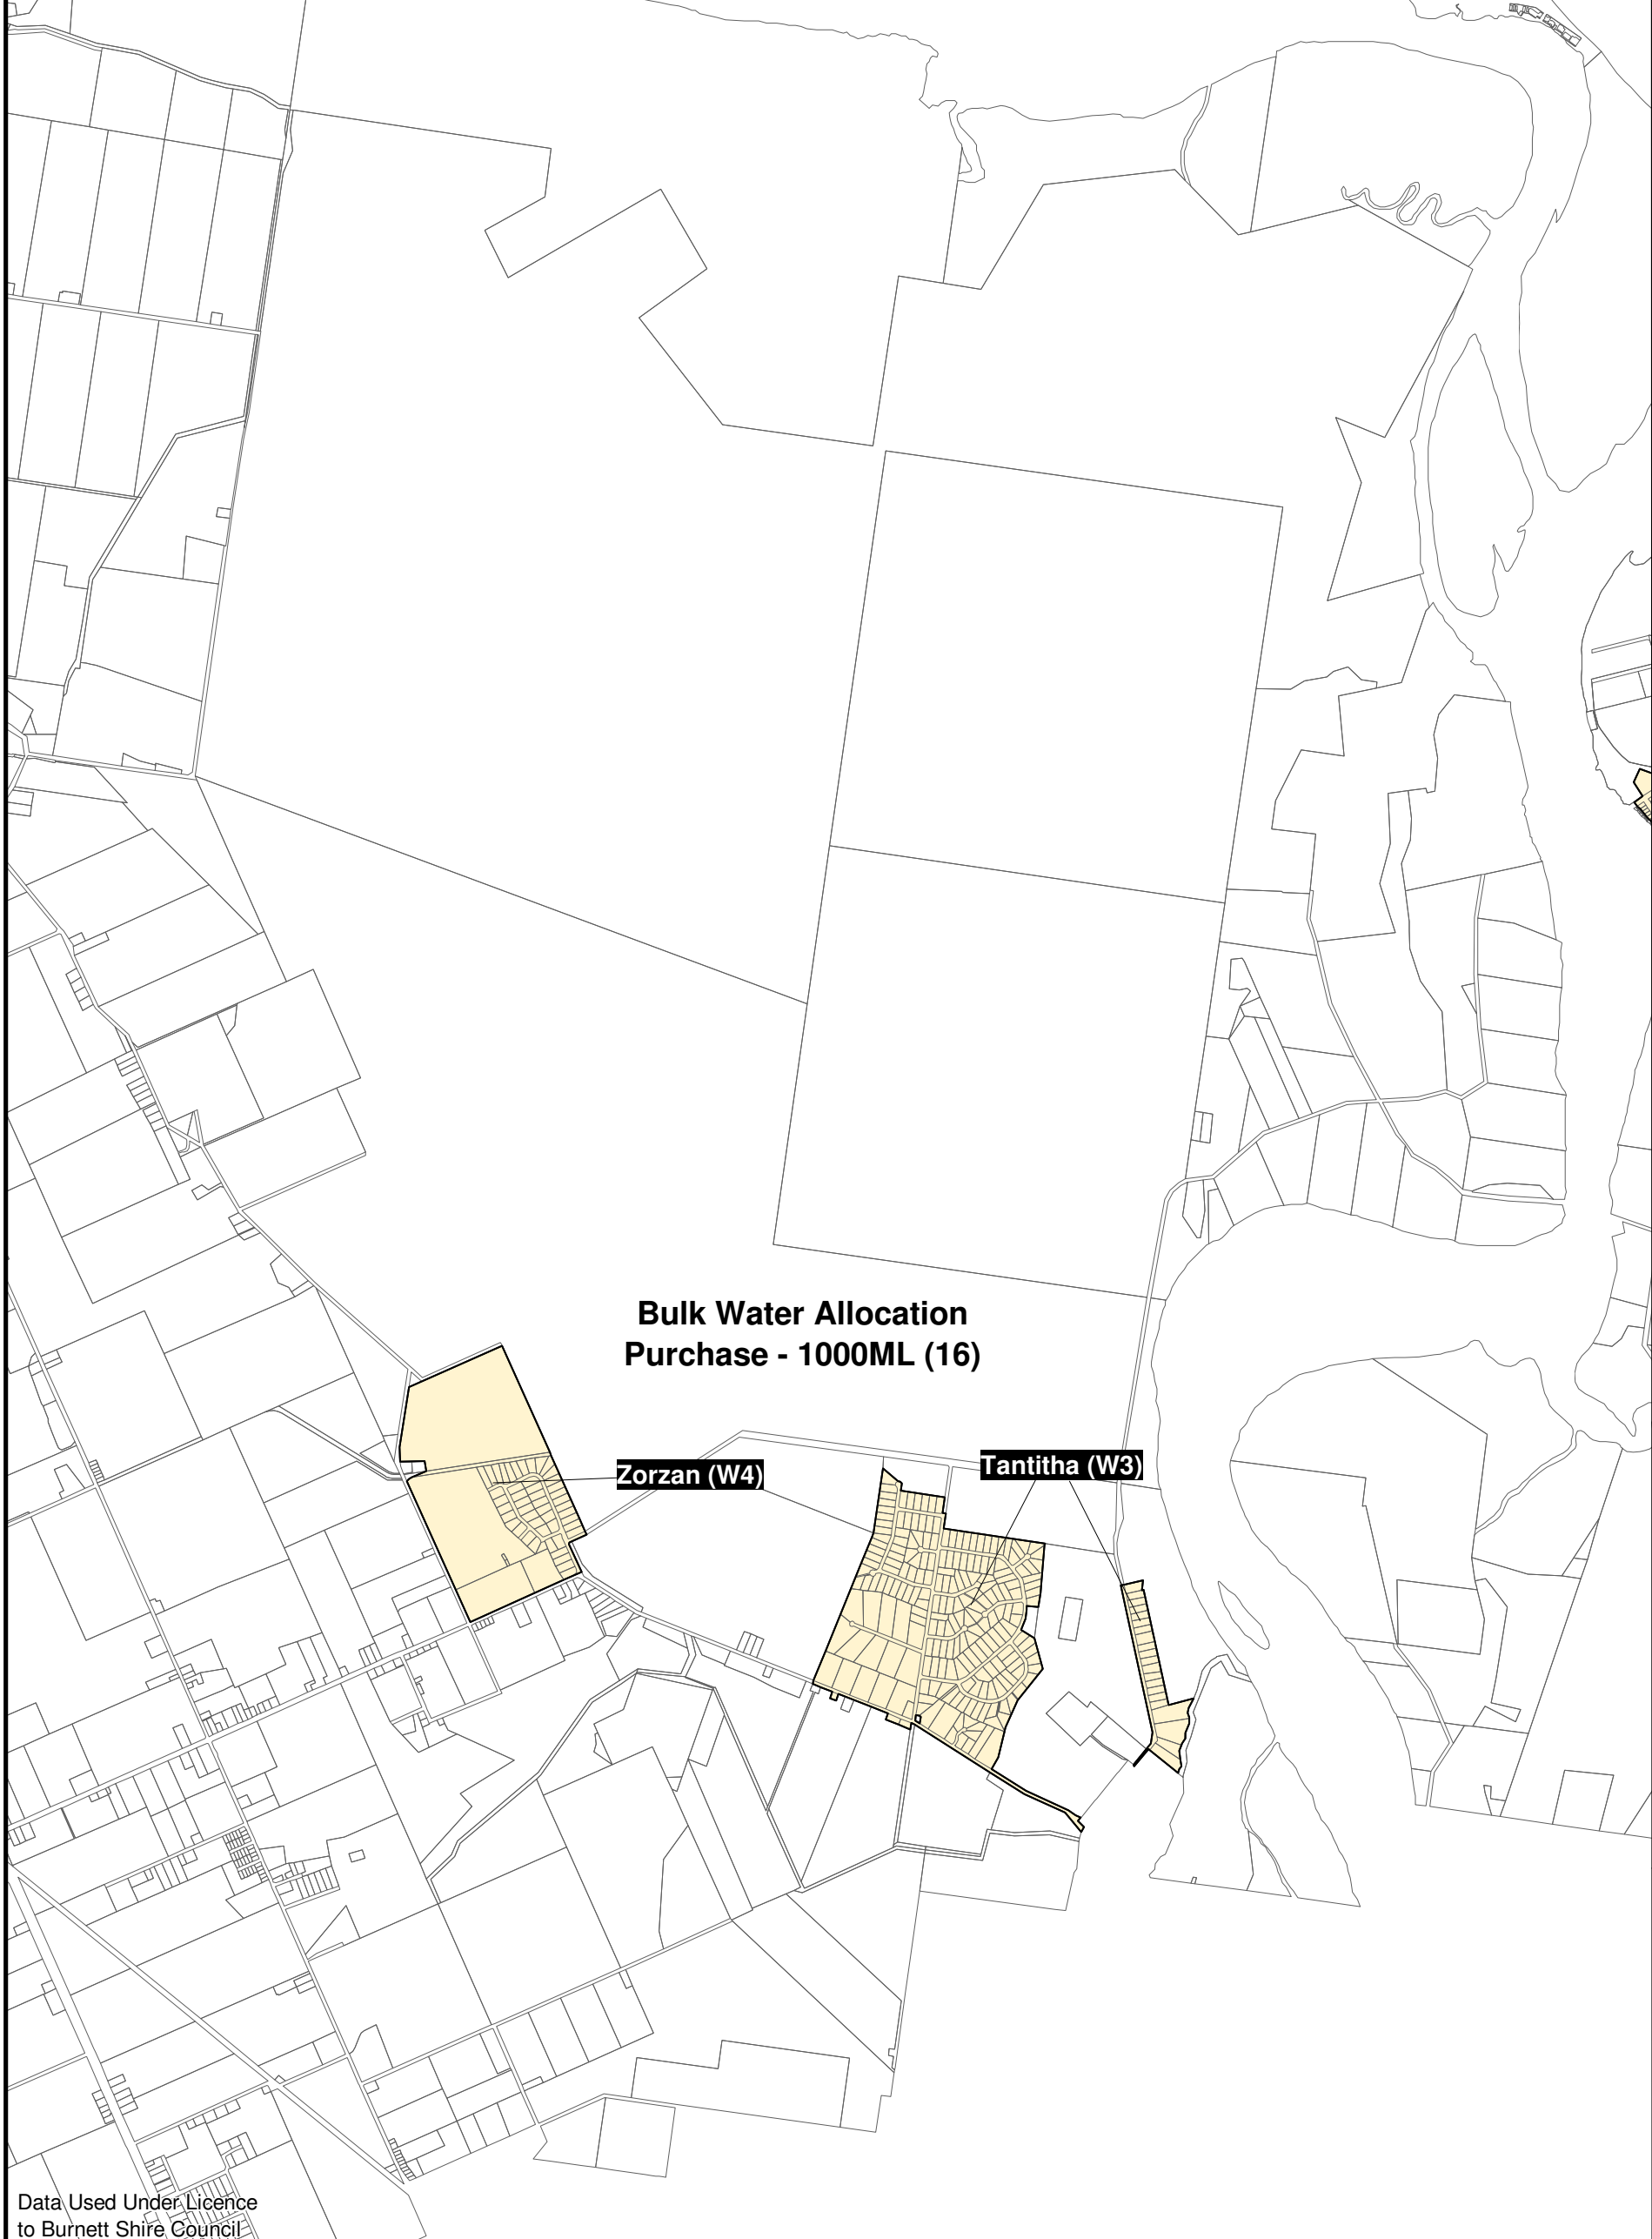 Bulk Water Allocation
Purchase - 1000ML (16)
Zorzan (W4)
Tantitha (W3)
Data Used Under Licence
to Burnett Shire Council